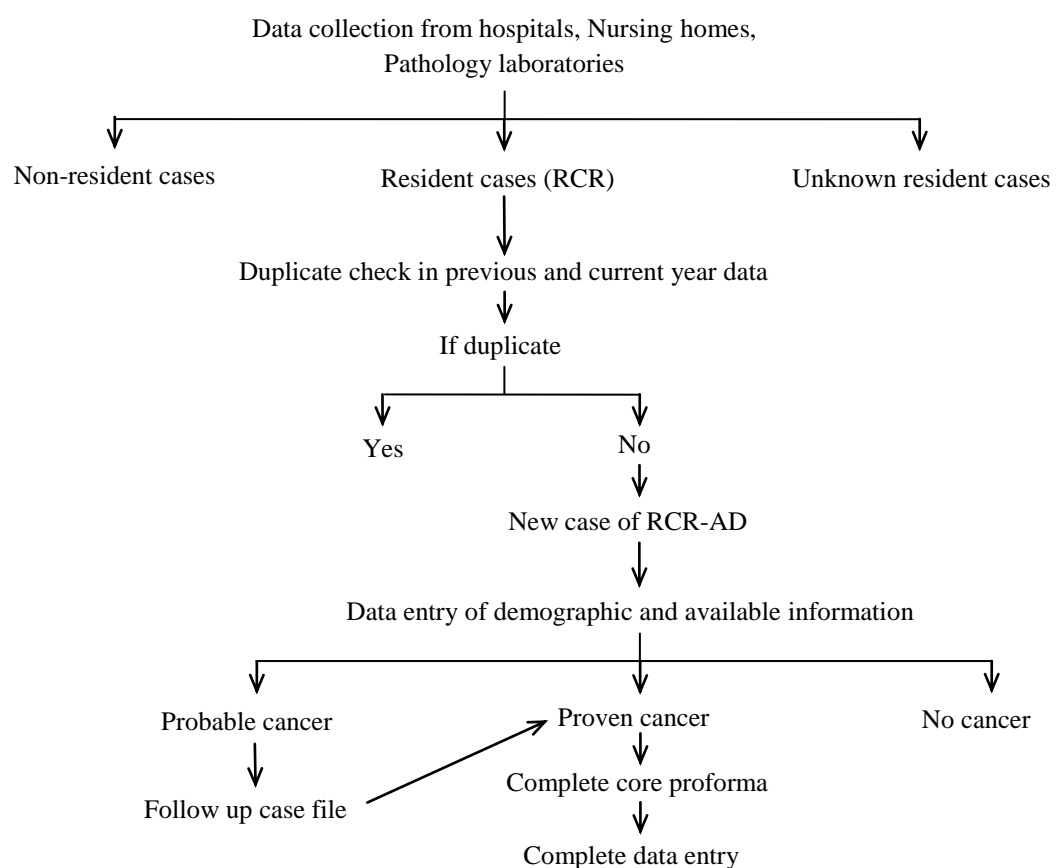 Data collection from hospitals, Nursing homes,
Pathology laboratories
Non-resident cases
Resident cases (RCR)
Unknown resident cases
Duplicate check in previous and current year data
If duplicate
Yes
No
New case of RCR-AD
Data entry of demographic and available information
Probable cancer
Proven cancer
No cancer
Follow up case file
Complete core proforma
Complete data entry